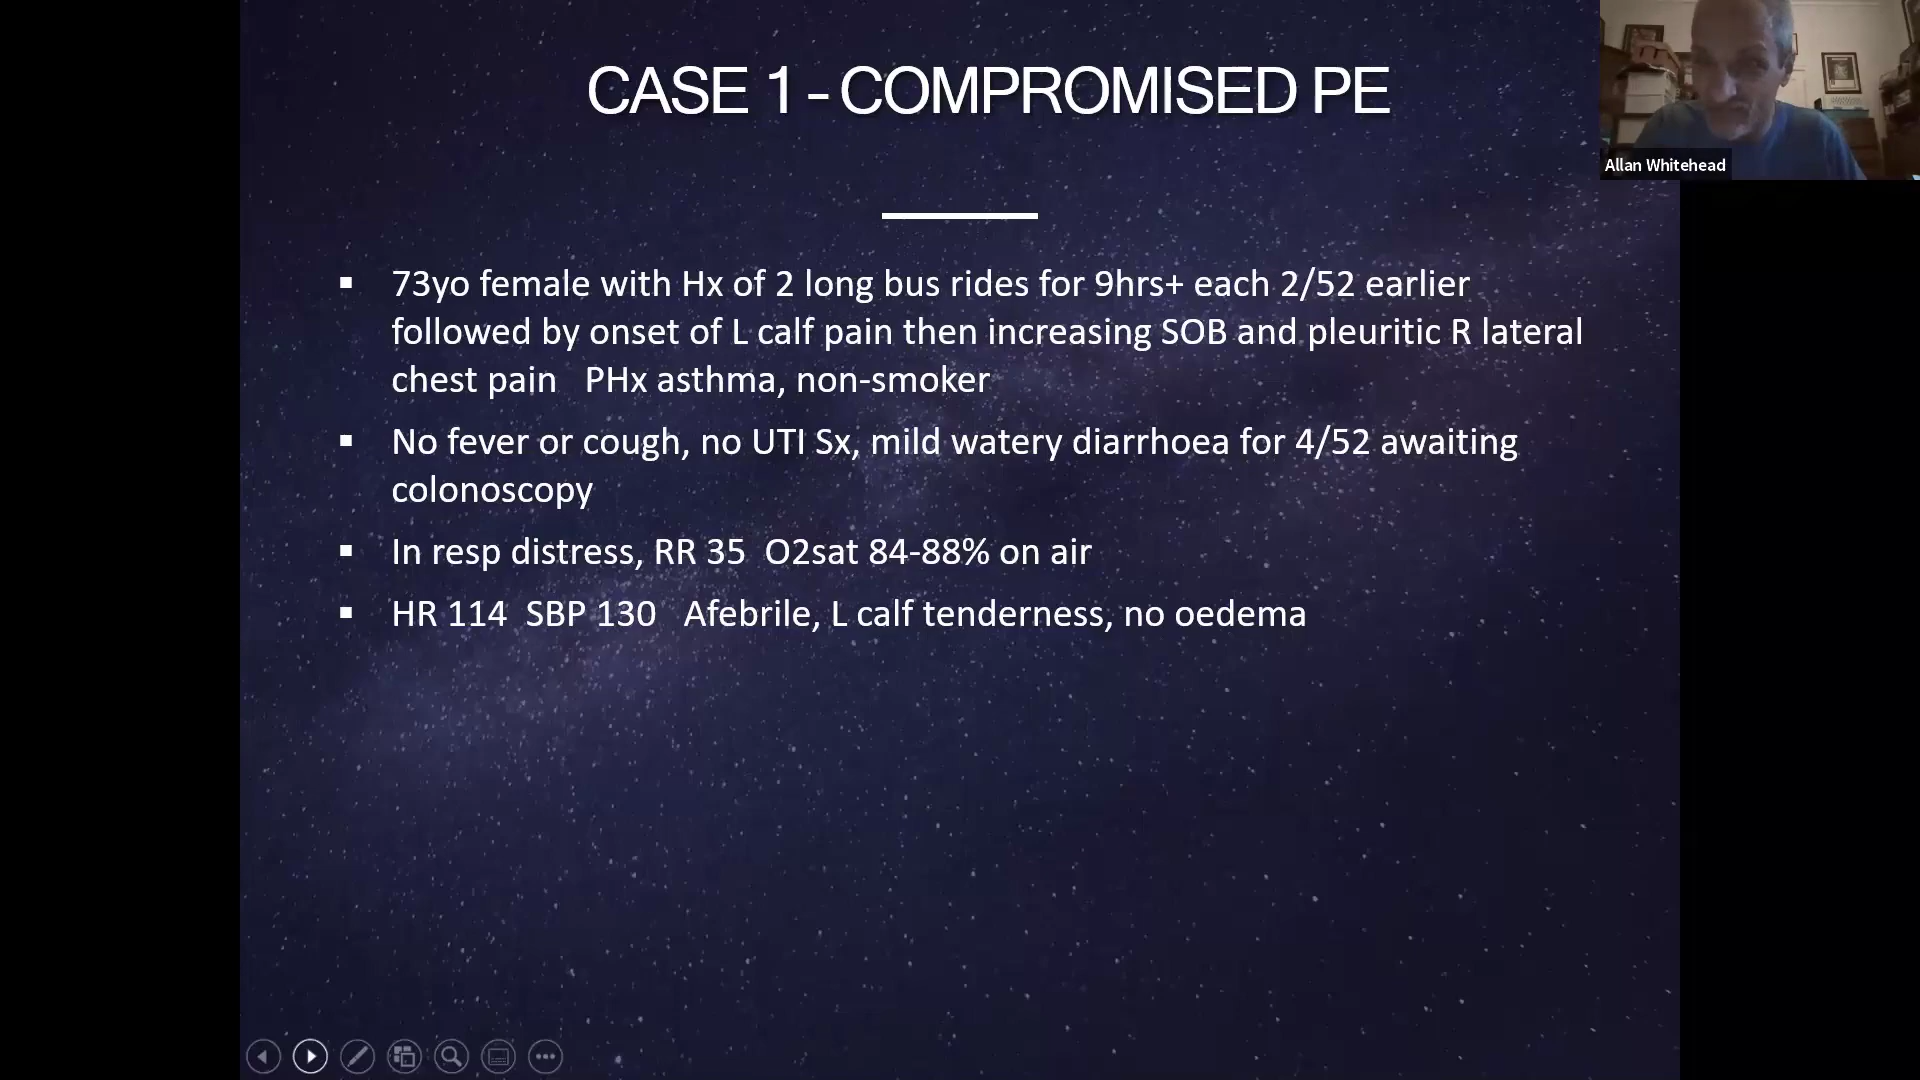 CASE 1 – COMPROMISED PE
Allan Whitehead
▪ 73yo female with Hx of 2 long bus rides for 9hrs+ each 2/52 earlier
followed by onset of L calf pain then increasing SOB and pleuritic R lateral
chest pain   PHx asthma, non-smoker
▪ No fever or cough, no UTI Sx, mild watery diarrhoea for 4/52 awaiting
colonoscopy
▪ In resp distress, RR 35  O2sat 84-88% on air
▪ HR 114  SBP 130   Afebrile, L calf tenderness, no oedema